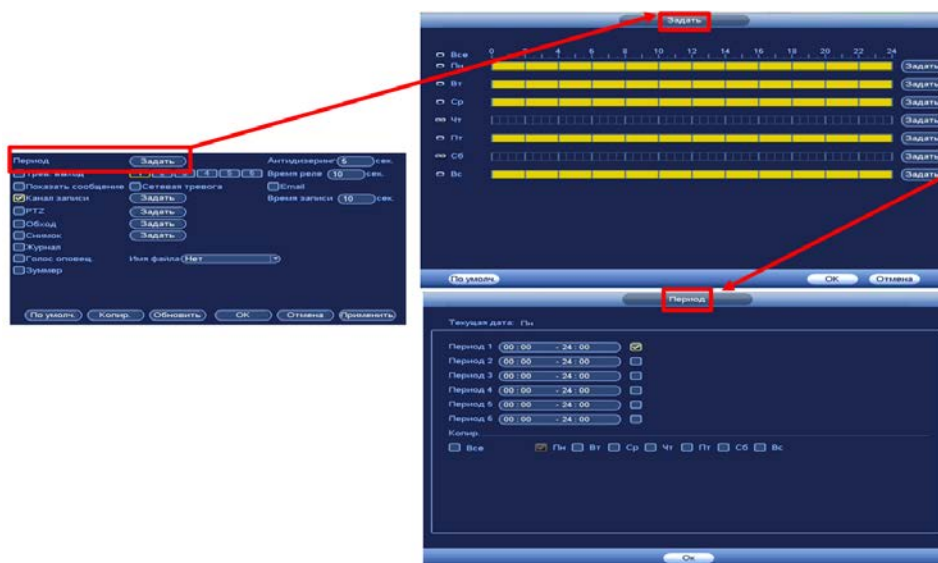 Период Задать Антидизеринг 5 сек.
Трев. выход 1 2 3 4 5 6 Время реле 10 сек.
Показать сообщение Сетевая тревога Email
Канал записи Задать Время записи 10 сек.
PTZ Задать
Обход Задать
Снимок Задать
Журнал
Голос оповещ. Имя файла Нет
Зуммер
По умолч. Копир. Обновить ОК Отмена Применить
Задать
0 2 4 6 8 10 12 14 16 18 20 22 24
Все
Пн Задать
Вт Задать
Ср Задать
Чт Задать
Пт Задать
Сб Задать
Вс Задать
По умолч. ОК Отмена
Период
Текущая дата: Пн
Период 1 00 : 00 - 24 : 00
Период 2 00 : 00 - 24 : 00
Период 3 00 : 00 - 24 : 00
Период 4 00 : 00 - 24 : 00
Период 5 00 : 00 - 24 : 00
Период 6 00 : 00 - 24 : 00
Копир.
Все Пн Вт Ср Чт Пт Сб Вс
Ок